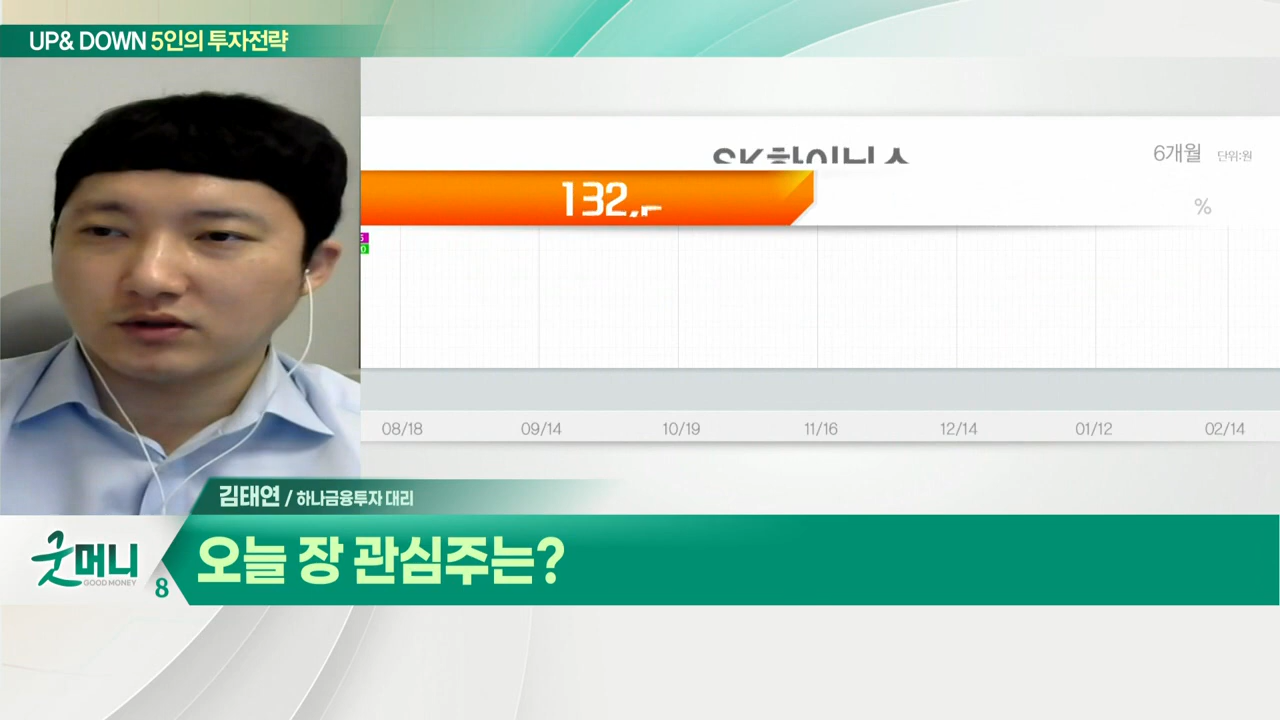 UP& DOWN 5인의 투자전략
6개월 단위:원
132,
%
08/18 09/14 10/19 11/16 12/14 01/12 02/14
김태연 / 하나금융투자 대리
굿머니
GOOD MONEY
8
오늘 장 관심주는?